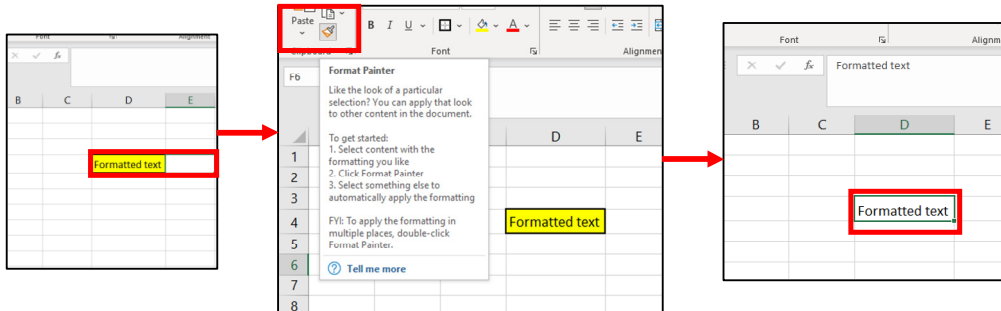 Font
Alignment
fx
B C D E
Formatted text
Paste
B I U A
Clipboard
Font
Alignmen
F6
Format Painter
Like the look of a particular
selection? You can apply that look
to other content in the document.
To get started:
1. Select content with the
formatting you like
2. Click Format Painter
3. Select something else to
automatically apply the formatting
FYI: To apply the formatting in
multiple places, double-click
Format Painter.
? Tell me more
D E
1
2
3
4
Formatted text
5
6
7
8
Font
Alignm
fx Formatted text
B C D E
Formatted text